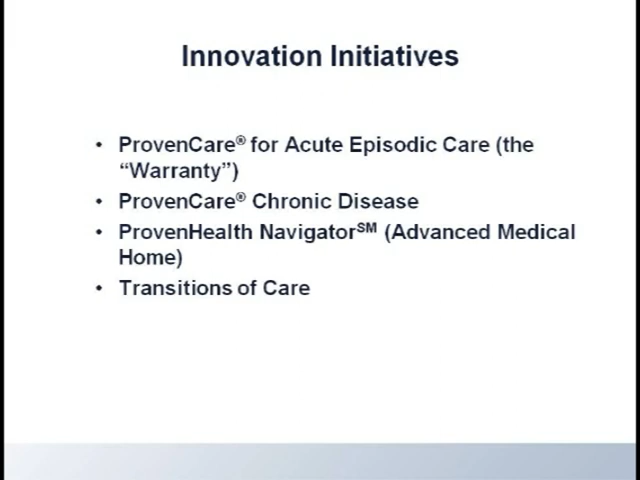 Innovation Initiatives
• ProvenCare® for Acute Episodic Care (the
“Warranty”)
• ProvenCare® Chronic Disease
• ProvenHealth Navigator℠ (Advanced Medical
Home)
• Transitions of Care